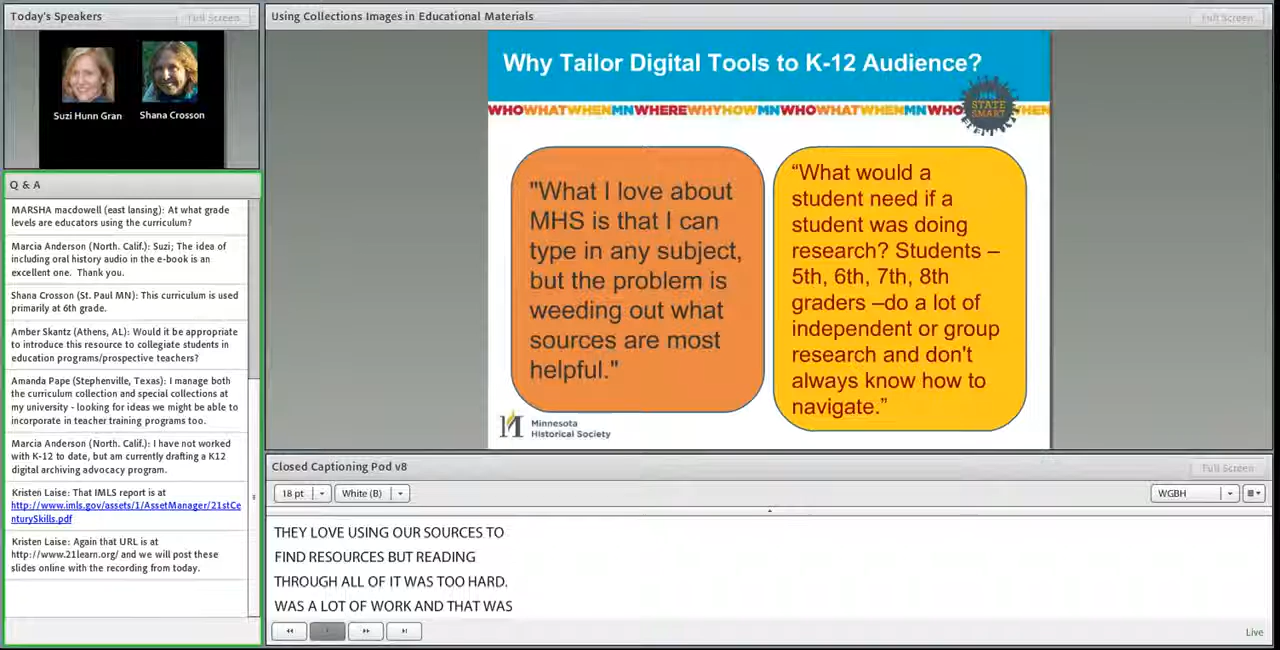 Today's Speakers
Full Screen
Suzi Hunn Gran
Shana Crosson
Q & A
MARSHA macdowell (east lansing): At what grade
levels are educators using the curriculum?
Marcia Anderson (North. Calif.): Suzi; The idea of
including oral history audio in the e-book is an
excellent one.  Thank you.
Shana Crosson (St. Paul MN): This curriculum is used
primarily at 6th grade.
Amber Skantz (Athens, AL): Would it be appropriate
to introduce this resource to collegiate students in
education programs/prospective teachers?
Amanda Pape (Stephenville, Texas): I manage both
the curriculum collection and special collections at
my university - looking for ideas we might be able to
incorporate in teacher training programs too.
Marcia Anderson (North. Calif.): I have not worked
with K-12 to date, but am currently drafting a K12
digital archiving advocacy program.
Kristen Laise: That IMLS report is at
http://www.imls.gov/assets/1/AssetManager/21stCe
nturySkills.pdf
Kristen Laise: Again that URL is at
http://www.21learn.org/ and we will post these
slides online with the recording from today.
Using Collections Images in Educational Materials
Full Screen
Why Tailor Digital Tools to K-12 Audience?
WHOWHATWHENMNWHEREWHYHOWMNWHOWHATWHENMNWHO
STATE
SMART
"What I love about
MHS is that I can
type in any subject,
but the problem is
weeding out what
sources are most
helpful."
“What would a
student need if a
student was doing
research? Students –
5th, 6th, 7th, 8th
graders –do a lot of
independent or group
research and don't
always know how to
navigate.”
Minnesota
Historical Society
Closed Captioning Pod v8
Full Screen
18 pt
White (B)
WGBH
THEY LOVE USING OUR SOURCES TO
FIND RESOURCES BUT READING
THROUGH ALL OF IT WAS TOO HARD.
WAS A LOT OF WORK AND THAT WAS
Live